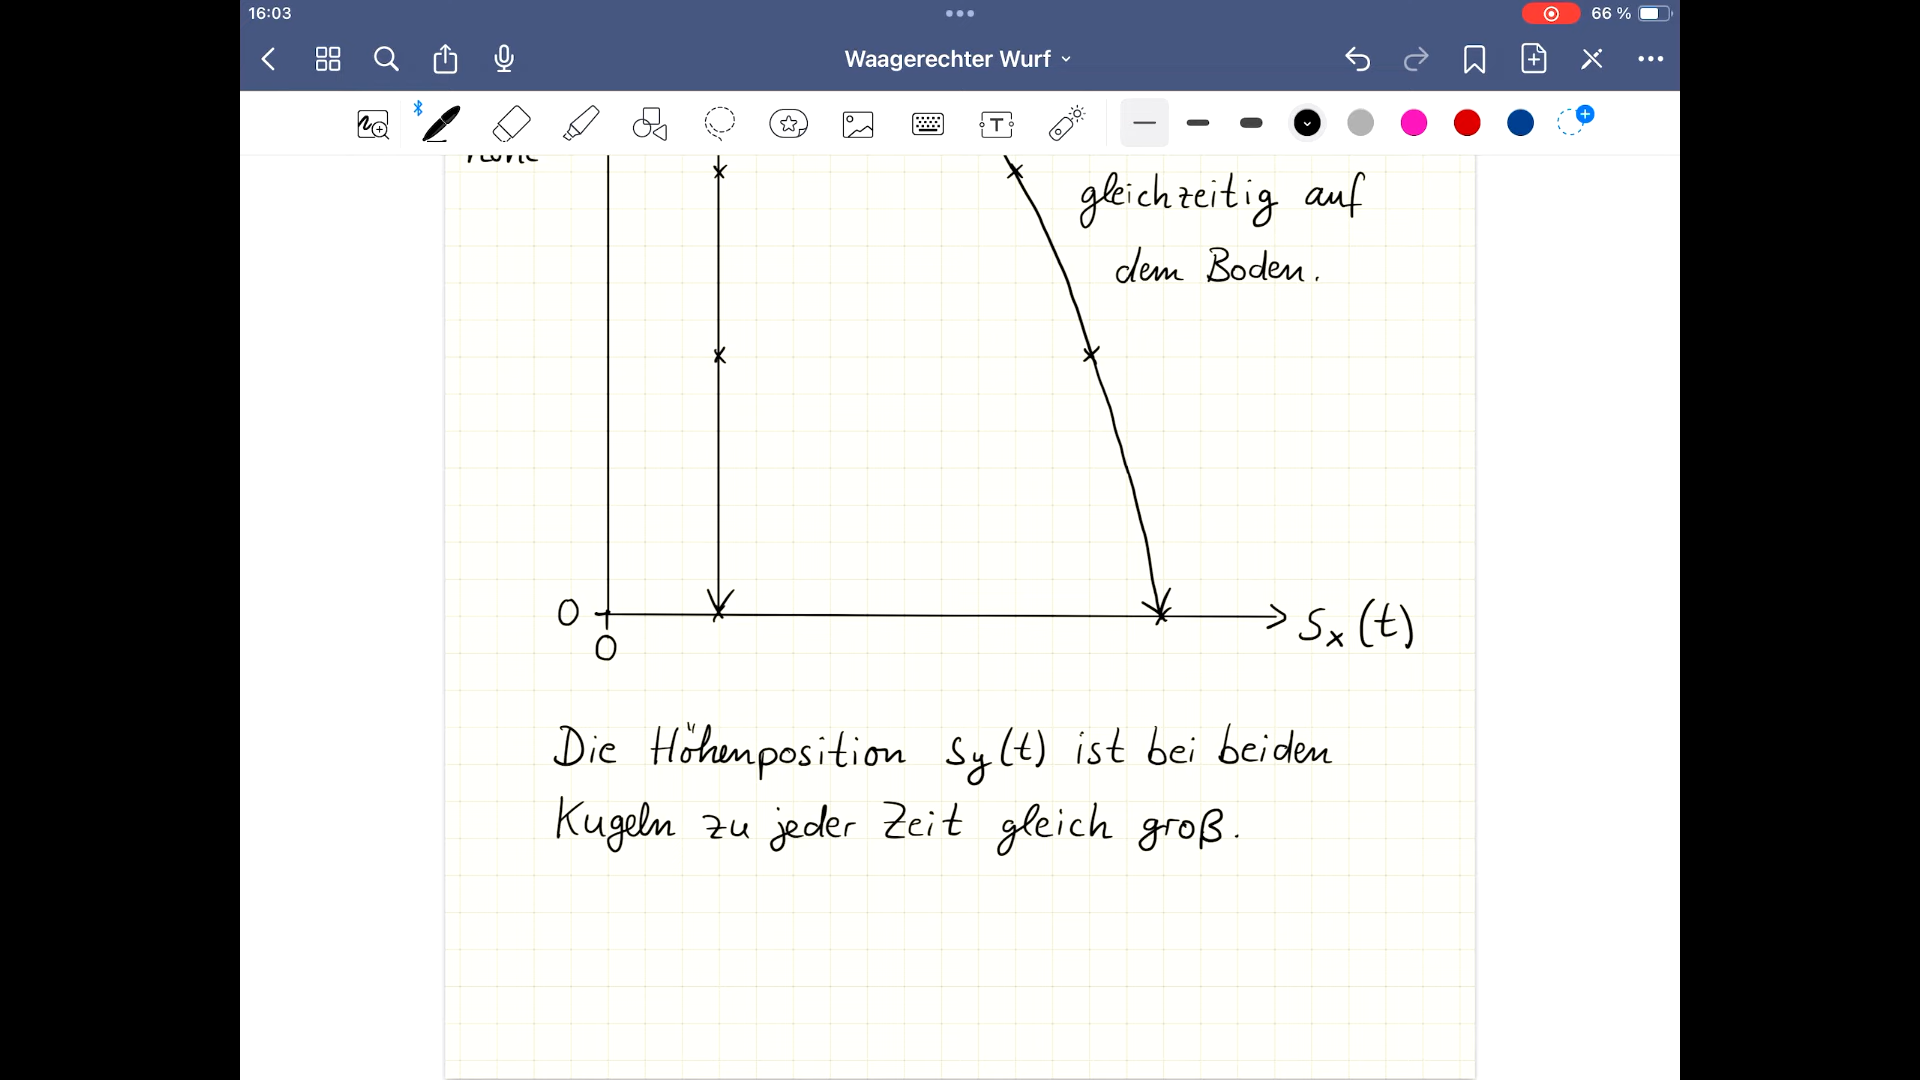 16:03
66 %
Waagerechter Wurf
gleichzeitig auf
dem Boden.
0
Sx (t)
0
Die Höhenposition Sy (t) ist bei beiden
Kugeln zu jeder Zeit gleich groß.